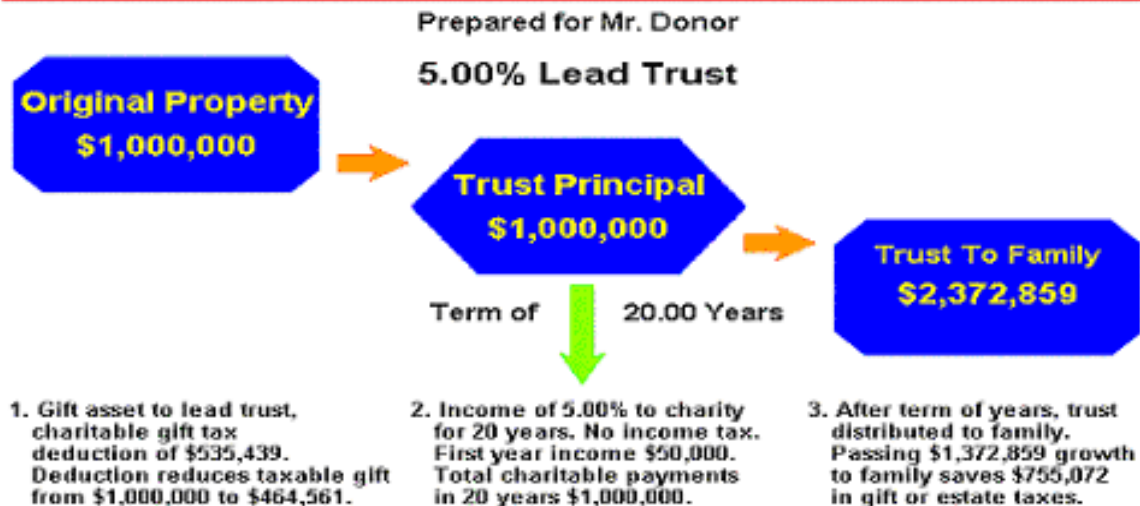 Prepared for Mr. Donor
5.00% Lead Trust
Original Property
$1,000,000
Trust Principal
$1,000,000
Trust To Family
$2,372,859
Term of 20.00 Years
1. Gift asset to lead trust,
charitable gift tax
deduction of $535,439.
Deduction reduces taxable gift
from $1,000,000 to $464,561.
2. Income of 5.00% to charity
for 20 years. No income tax.
First year income $50,000.
Total charitable payments
in 20 years $1,000,000.
3. After term of years, trust
distributed to family.
Passing $1,372,859 growth
to family saves $755,072
in gift or estate taxes.